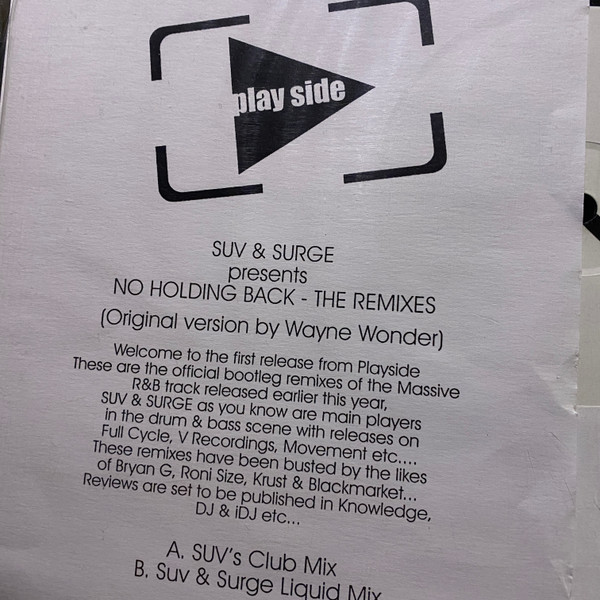 play side
SUV & SURGE
presents
NO HOLDING BACK - THE REMIXES
(Original version by Wayne Wonder)
Welcome to the first release from Playside
These are the official bootleg remixes of the Massive
R&B track released earlier this year,
SUV & SURGE as you know are main players
in the drum & bass scene with releases on
Full Cycle, V Recordings, Movement etc....
These remixes have been busted by the likes
of Bryan G, Roni Size, Krust & Blackmarket...
Reviews are set to be published in Knowledge,
DJ & iDJ etc...
A. SUV's Club Mix
B. Suv & Surge Liquid Mix